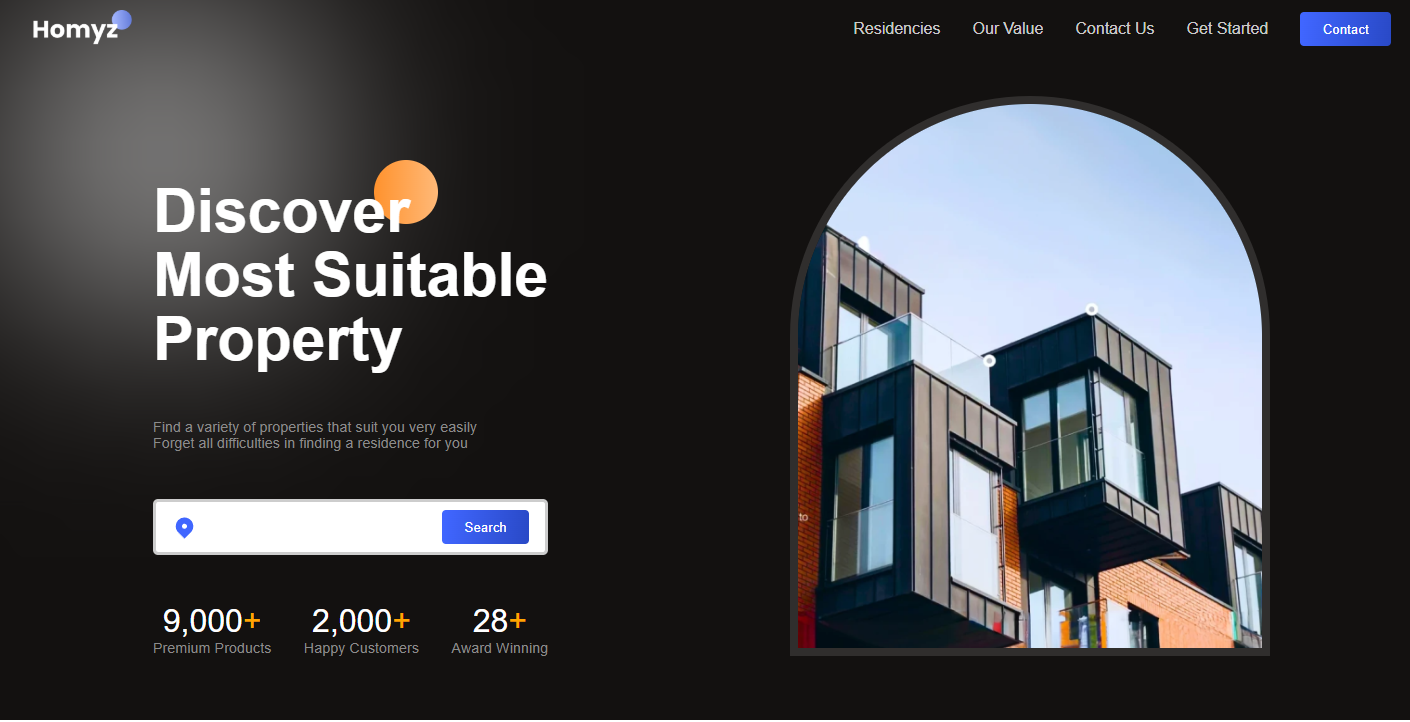 Homyz
Residencies
Our Value
Contact Us
Get Started
Contact
Discover
Most Suitable
Property
Find a variety of properties that suit you very easily
Forget all difficulties in finding a residence for you
Search
9,000+
2,000+
28+
Premium Products
Happy Customers
Award Winning
to